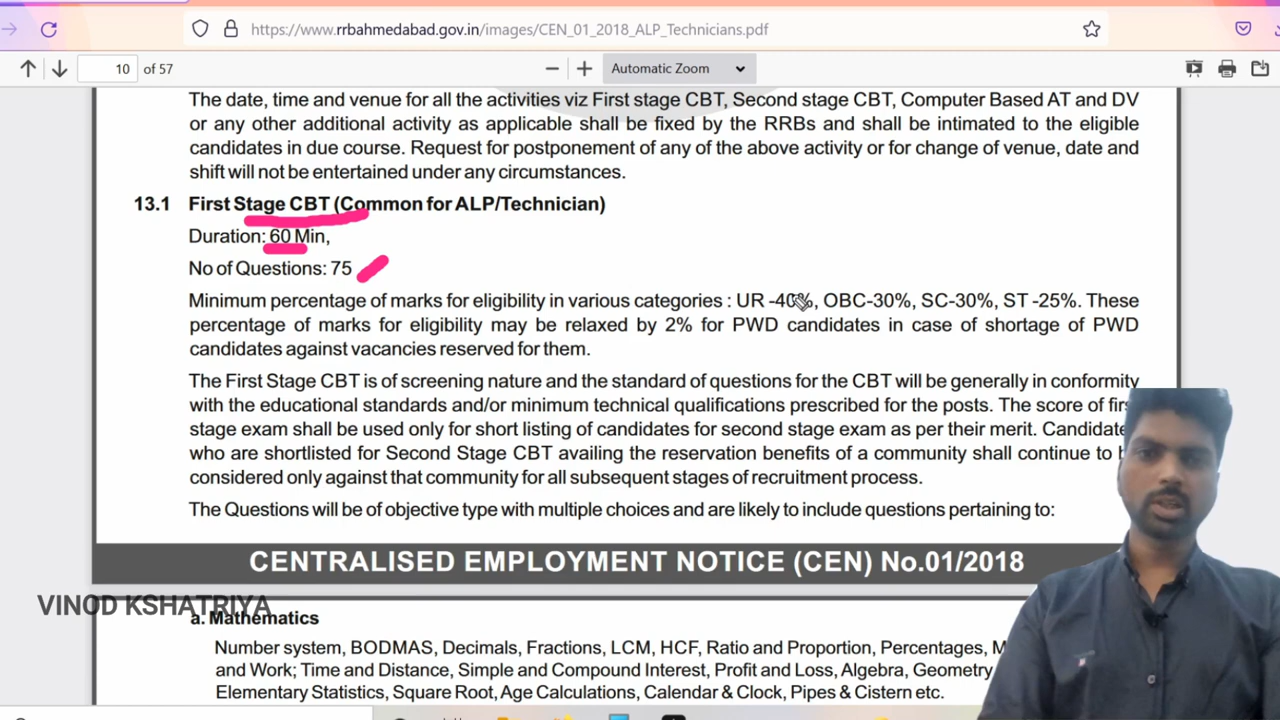 https://www.rrbahmedabad.gov.in/images/CEN_01_2018_ALP_Technicians.pdf
10 of 57
Automatic Zoom
The date, time and venue for all the activities viz First stage CBT, Second stage CBT, Computer Based AT and DV
or any other additional activity as applicable shall be fixed by the RRBs and shall be intimated to the eligible
candidates in due course. Request for postponement of any of the above activity or for change of venue, date and
shift will not be entertained under any circumstances.
13.1 First Stage CBT (Common for ALP/Technician)
Duration: 60 Min,
No of Questions: 75
Minimum percentage of marks for eligibility in various categories : UR -40%, OBC-30%, SC-30%, ST -25%. These
percentage of marks for eligibility may be relaxed by 2% for PWD candidates in case of shortage of PWD
candidates against vacancies reserved for them.
The First Stage CBT is of screening nature and the standard of questions for the CBT will be generally in conformity
with the educational standards and/or minimum technical qualifications prescribed for the posts. The score of
stage exam shall be used only for short listing of candidates for second stage exam as per their merit.
who are shortlisted for Second Stage CBT availing the reservation benefits of a community shall continue to
considered only against that community for all subsequent stages of recruitment process.
The Questions will be of objective type with multiple choices and are likely to include questions pertaining to:
CENTRALISED EMPLOYMENT NOTICE (CEN) No.01/2018
VINOD KSHATRIYA
a. Mathematics
Number system, BODMAS, Decimals, Fractions, LCM, HCF, Ratio and Proportion, Percentages,
and Work; Time and Distance, Simple and Compound Interest, Profit and Loss, Algebra, Geometry
Elementary Statistics, Square Root, Age Calculations, Calendar & Clock, Pipes & Cistern etc.